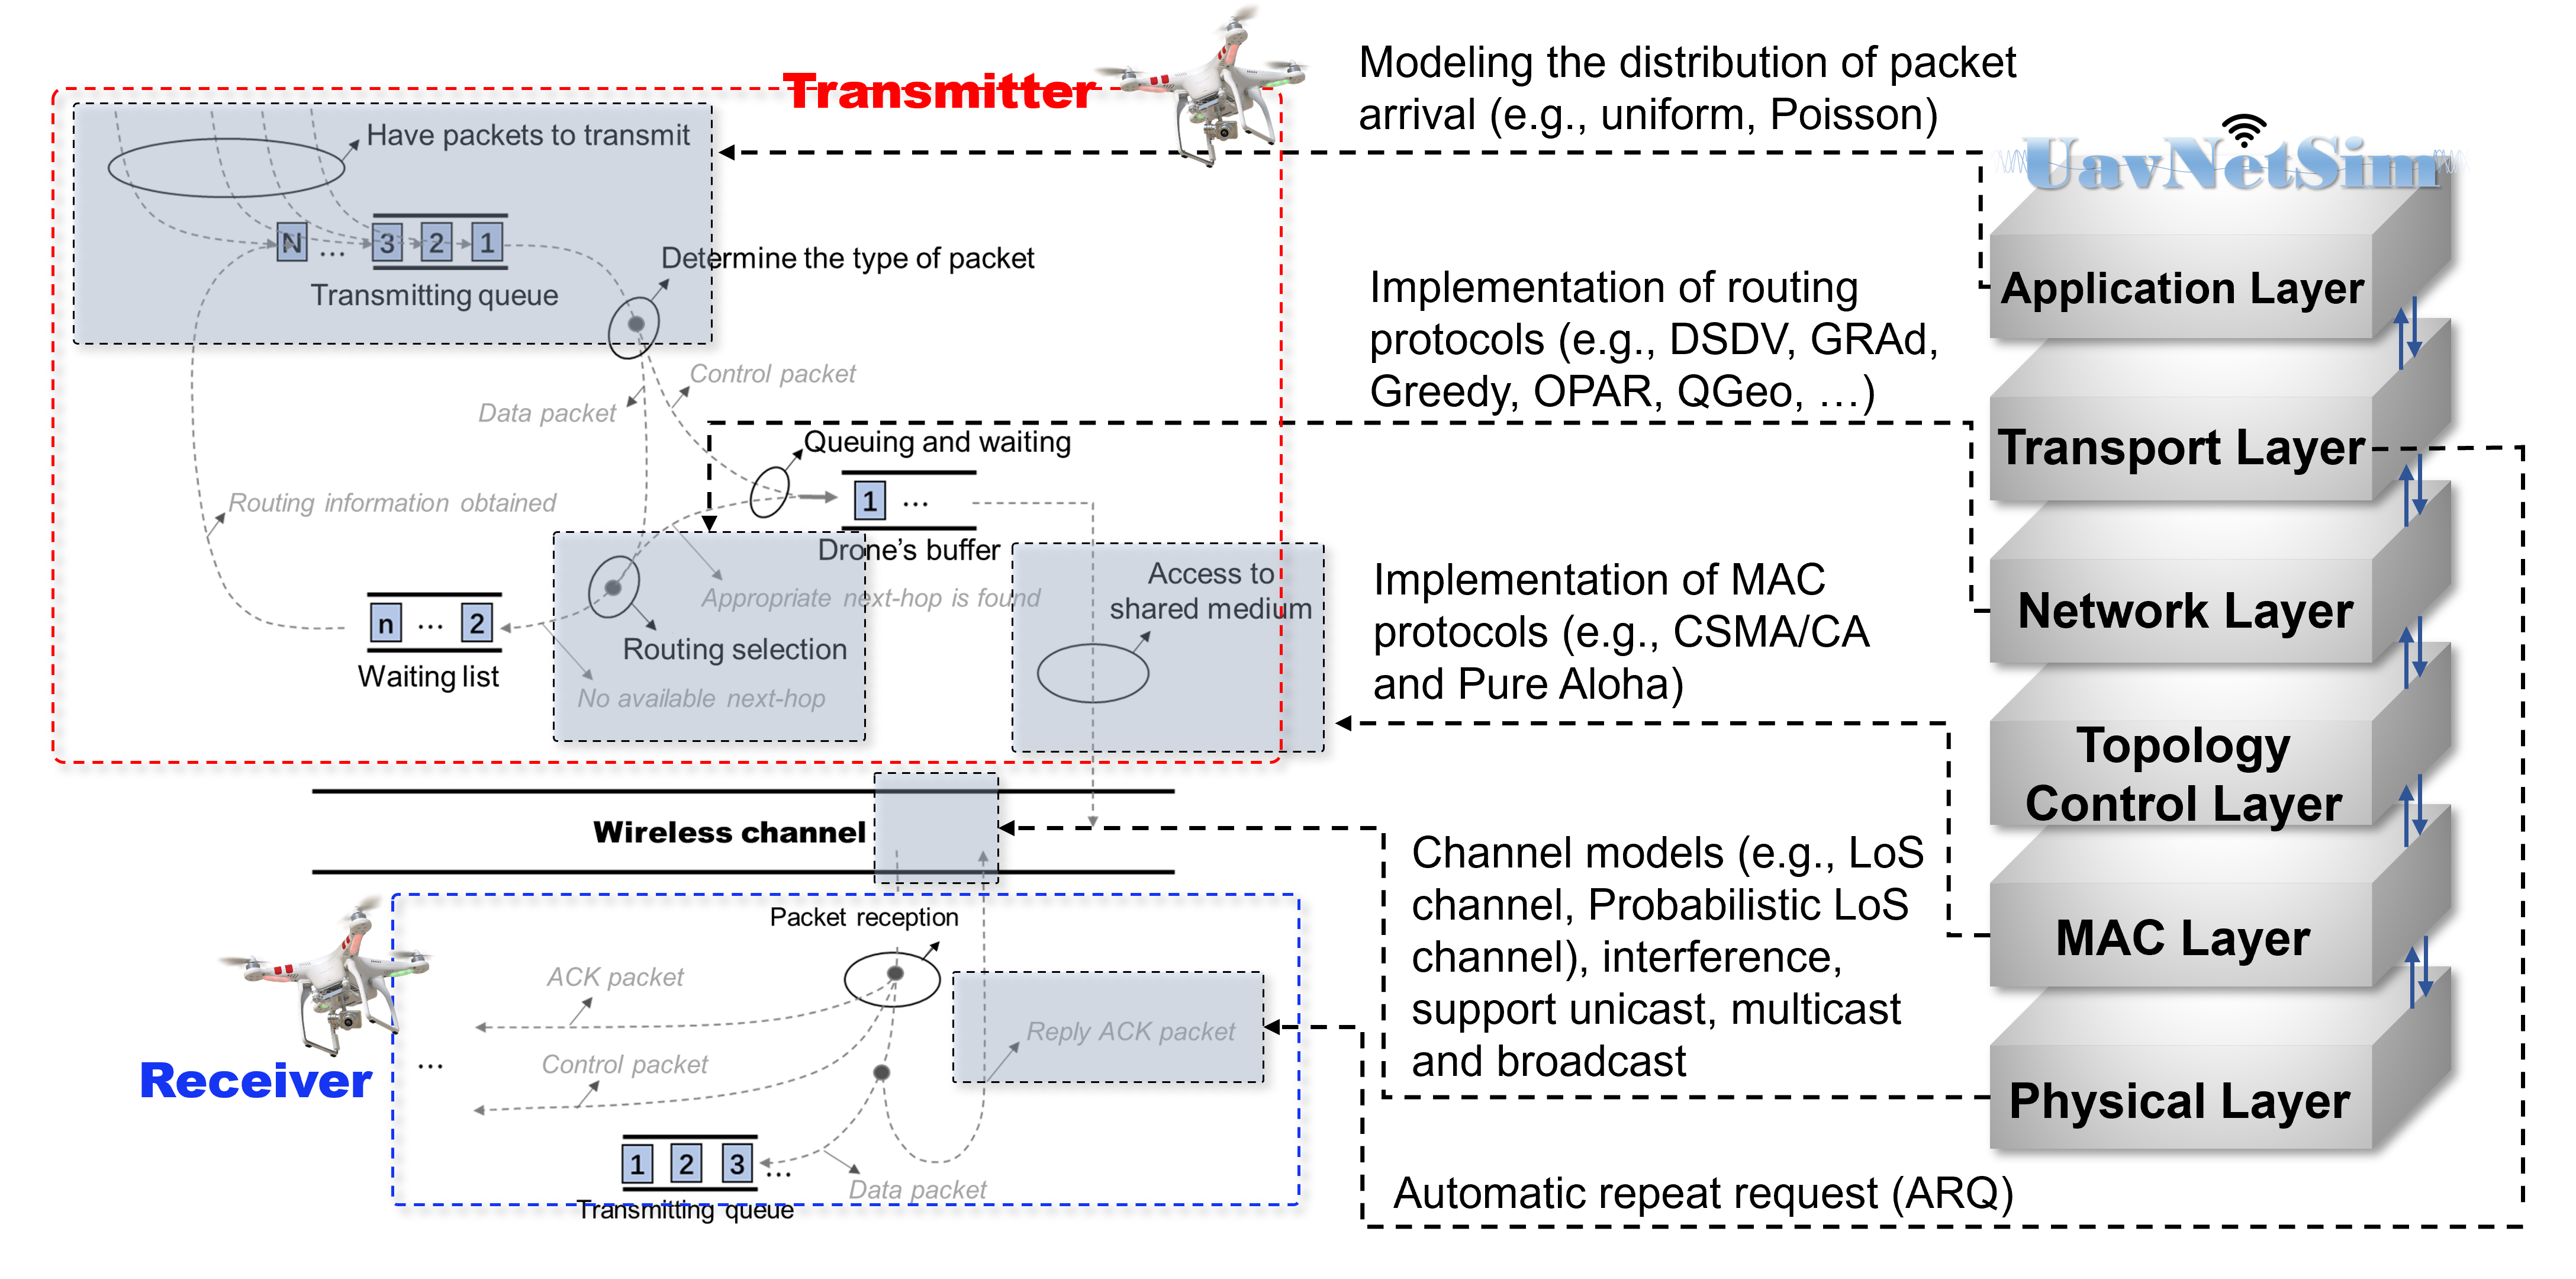 Transmitter
Have packets to transmit
N ... 3 2 1
Transmitting queue
Determine the type of packet
Control packet
Data packet
Queuing and waiting
1 ...
Drone's buffer
Routing information obtained
Appropriate next-hop is found
n ... 2
Waiting list
Routing selection
No available next-hop
Access to
shared medium
Wireless channel
Receiver
Packet reception
ACK packet
Reply ACK packet
Control packet
...
1 2 3 ...
Data packet
Transmitting queue
Modeling the distribution of packet
arrival (e.g., uniform, Poisson)
Implementation of routing
protocols (e.g., DSDV, GRAd,
Greedy, OPAR, QGeo, …)
Implementation of MAC
protocols (e.g., CSMA/CA
and Pure Aloha)
Channel models (e.g., LoS
channel, Probabilistic LoS
channel), interference,
support unicast, multicast
and broadcast
Automatic repeat request (ARQ)
UavNetSim
Application Layer
Transport Layer
Network Layer
Topology
Control Layer
MAC Layer
Physical Layer